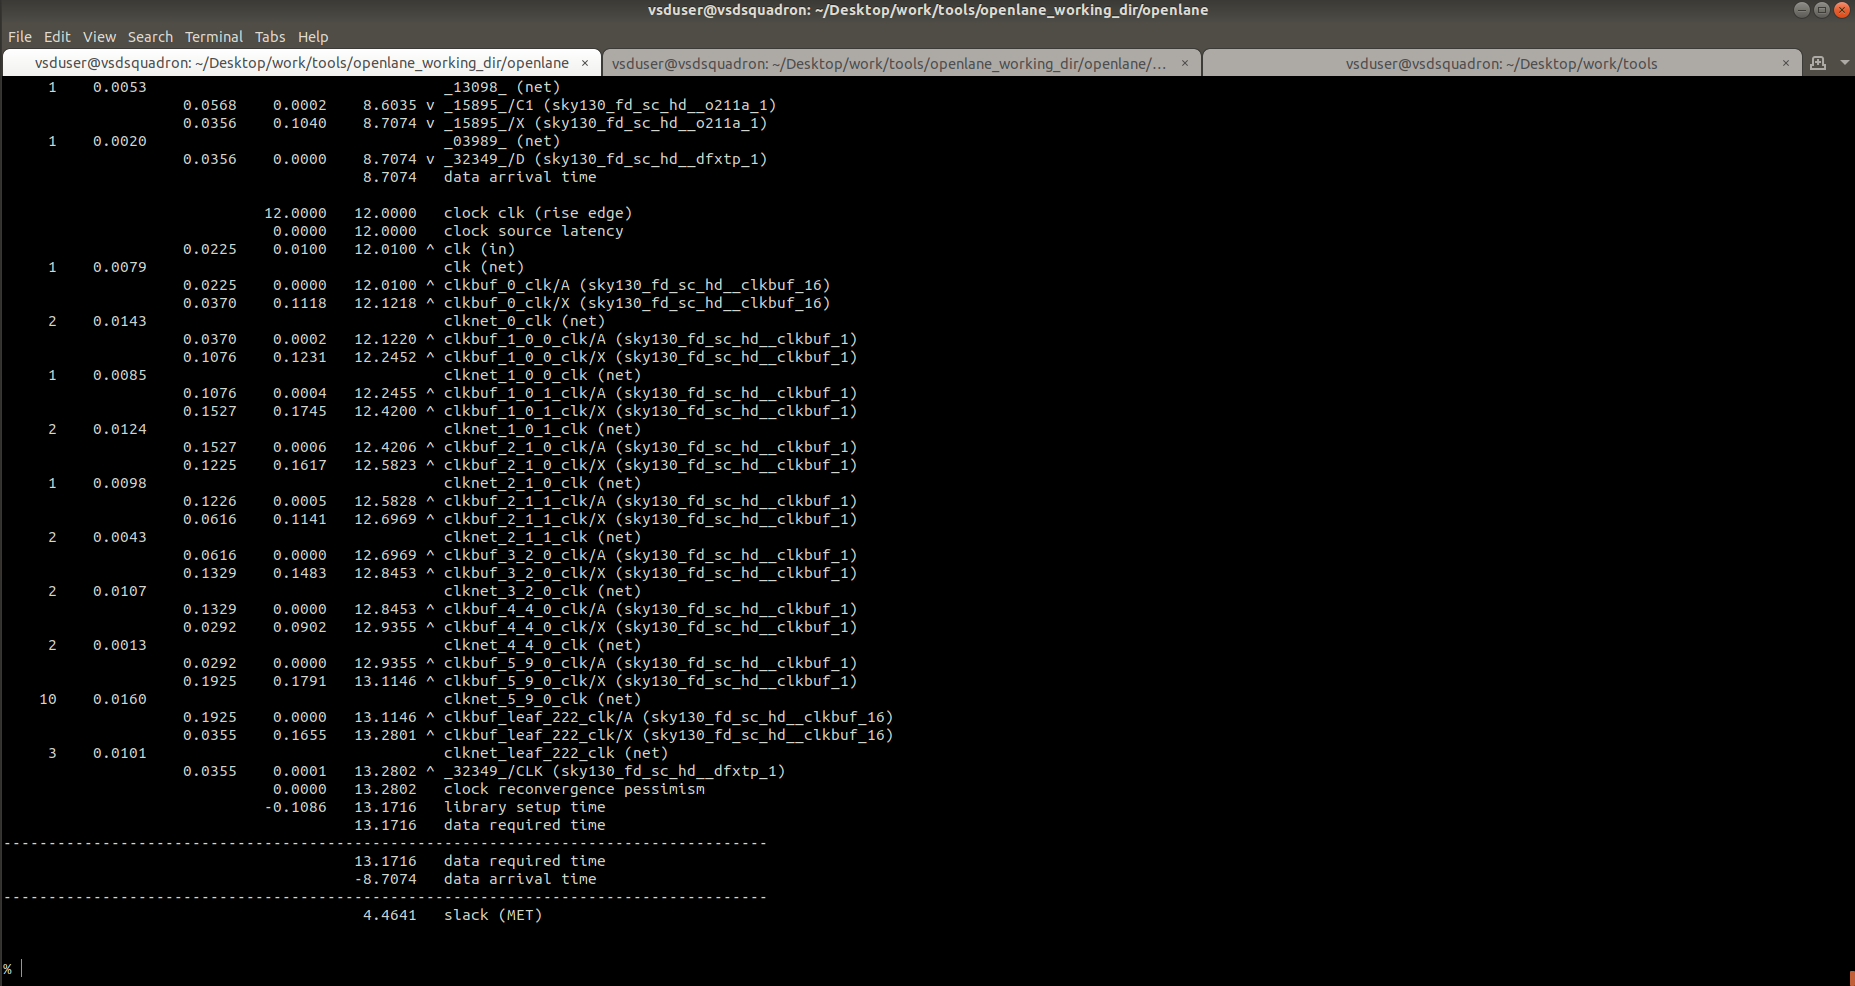 vsduser@vsdsquadron: ~/Desktop/work/tools/openlane_working_dir/openlane
File Edit View Search Terminal Tabs Help
vsduser@vsdsquadron: ~/Desktop/work/tools/openlane_working_dir/openlane × vsduser@vsdsquadron: ~/Desktop/work/tools/openlane_working_dir/openlane/... × vsduser@vsdsquadron: ~/Desktop/work/tools ×
1 0.0053 _13098_ (net)
0.0568 0.0002 8.6035 v _15895_/C1 (sky130_fd_sc_hd__o211a_1)
0.0356 0.1040 8.7074 v _15895_/X (sky130_fd_sc_hd__o211a_1)
1 0.0020 _03989_ (net)
0.0356 0.0000 8.7074 v _32349_/D (sky130_fd_sc_hd__dfxtp_1)
8.7074 data arrival time
12.0000 12.0000 clock clk (rise edge)
0.0000 12.0000 clock source latency
0.0225 0.0100 12.0100 ^ clk (in)
1 0.0079 clk (net)
0.0225 0.0000 12.0100 ^ clkbuf_0_clk/A (sky130_fd_sc_hd__clkbuf_16)
0.0370 0.1118 12.1218 ^ clkbuf_0_clk/X (sky130_fd_sc_hd__clkbuf_16)
2 0.0143 clknet_0_clk (net)
0.0370 0.0002 12.1220 ^ clkbuf_1_0_0_clk/A (sky130_fd_sc_hd__clkbuf_1)
0.1076 0.1231 12.2452 ^ clkbuf_1_0_0_clk/X (sky130_fd_sc_hd__clkbuf_1)
1 0.0085 clknet_1_0_0_clk (net)
0.1076 0.0004 12.2455 ^ clkbuf_1_0_1_clk/A (sky130_fd_sc_hd__clkbuf_1)
0.1527 0.1745 12.4200 ^ clkbuf_1_0_1_clk/X (sky130_fd_sc_hd__clkbuf_1)
2 0.0124 clknet_1_0_1_clk (net)
0.1527 0.0006 12.4206 ^ clkbuf_2_1_0_clk/A (sky130_fd_sc_hd__clkbuf_1)
0.1225 0.1617 12.5823 ^ clkbuf_2_1_0_clk/X (sky130_fd_sc_hd__clkbuf_1)
1 0.0098 clknet_2_1_0_clk (net)
0.1226 0.0005 12.5828 ^ clkbuf_2_1_1_clk/A (sky130_fd_sc_hd__clkbuf_1)
0.0616 0.1141 12.6969 ^ clkbuf_2_1_1_clk/X (sky130_fd_sc_hd__clkbuf_1)
2 0.0043 clknet_2_1_1_clk (net)
0.0616 0.0000 12.6969 ^ clkbuf_3_2_0_clk/A (sky130_fd_sc_hd__clkbuf_1)
0.1329 0.1483 12.8453 ^ clkbuf_3_2_0_clk/X (sky130_fd_sc_hd__clkbuf_1)
2 0.0107 clknet_3_2_0_clk (net)
0.1329 0.0000 12.8453 ^ clkbuf_4_4_0_clk/A (sky130_fd_sc_hd__clkbuf_1)
0.0292 0.0902 12.9355 ^ clkbuf_4_4_0_clk/X (sky130_fd_sc_hd__clkbuf_1)
2 0.0013 clknet_4_4_0_clk (net)
0.0292 0.0000 12.9355 ^ clkbuf_5_9_0_clk/A (sky130_fd_sc_hd__clkbuf_1)
0.1925 0.1791 13.1146 ^ clkbuf_5_9_0_clk/X (sky130_fd_sc_hd__clkbuf_1)
10 0.0160 clknet_5_9_0_clk (net)
0.1925 0.0000 13.1146 ^ clkbuf_leaf_222_clk/A (sky130_fd_sc_hd__clkbuf_16)
0.0355 0.1655 13.2801 ^ clkbuf_leaf_222_clk/X (sky130_fd_sc_hd__clkbuf_16)
3 0.0101 clknet_leaf_222_clk (net)
0.0355 0.0001 13.2802 ^ _32349_/CLK (sky130_fd_sc_hd__dfxtp_1)
0.0000 13.2802 clock reconvergence pessimism
-0.1086 13.1716 library setup time
13.1716 data required time
-------------------------------------------------------------------------------------
13.1716 data required time
-8.7074 data arrival time
-------------------------------------------------------------------------------------
4.4641 slack (MET)
%